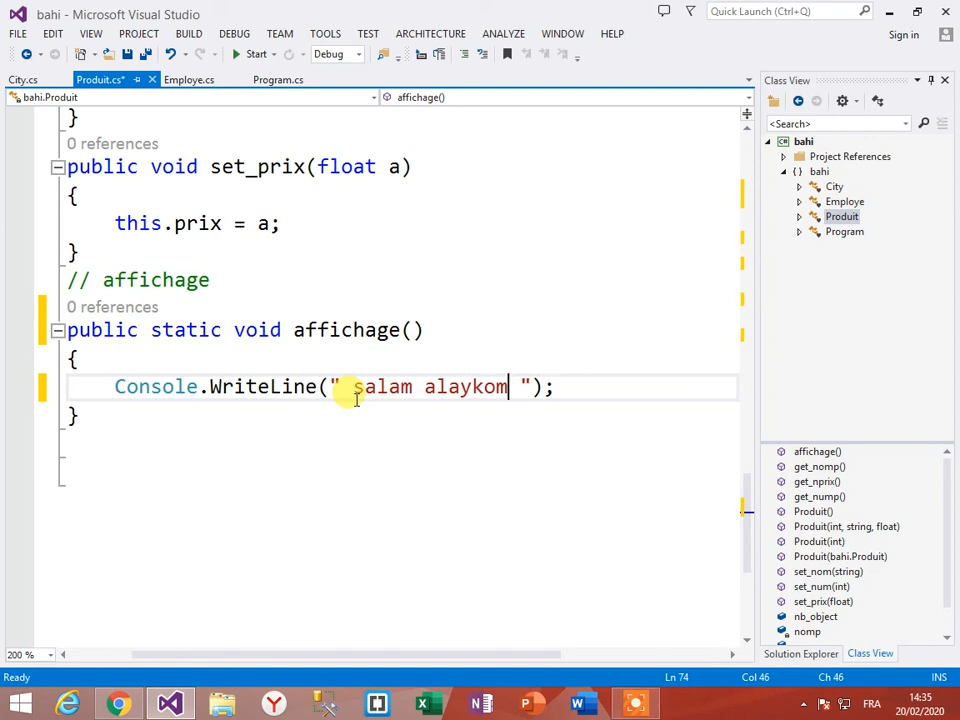 bahi - Microsoft Visual Studio
Quick Launch (Ctrl+Q)
FILE EDIT VIEW PROJECT BUILD DEBUG TEAM TOOLS TEST ARCHITECTURE ANALYZE WINDOW HELP
Sign in
Start
Debug
City.cs
Produit.cs*
Employe.cs
Program.cs
bahi.Produit
affichage()
}
0 references
public void set_prix(float a)
{
this.prix = a;
}
// affichage
0 references
public static void affichage()
{
Console.WriteLine(" salam alaykom ");
}
200 %
Class View
<Search>
bahi
Project References
bahi
City
Employe
Produit
Program
affichage()
get_nomp()
get_nprix()
get_nump()
Produit()
Produit(int, string, float)
Produit(int)
Produit(bahi.Produit)
set_nom(string)
set_num(int)
set_prix(float)
nb_object
nomp
Solution Explorer
Class View
Ready
Ln 74
Col 46
Ch 46
INS
FRA
14:35
20/02/2020